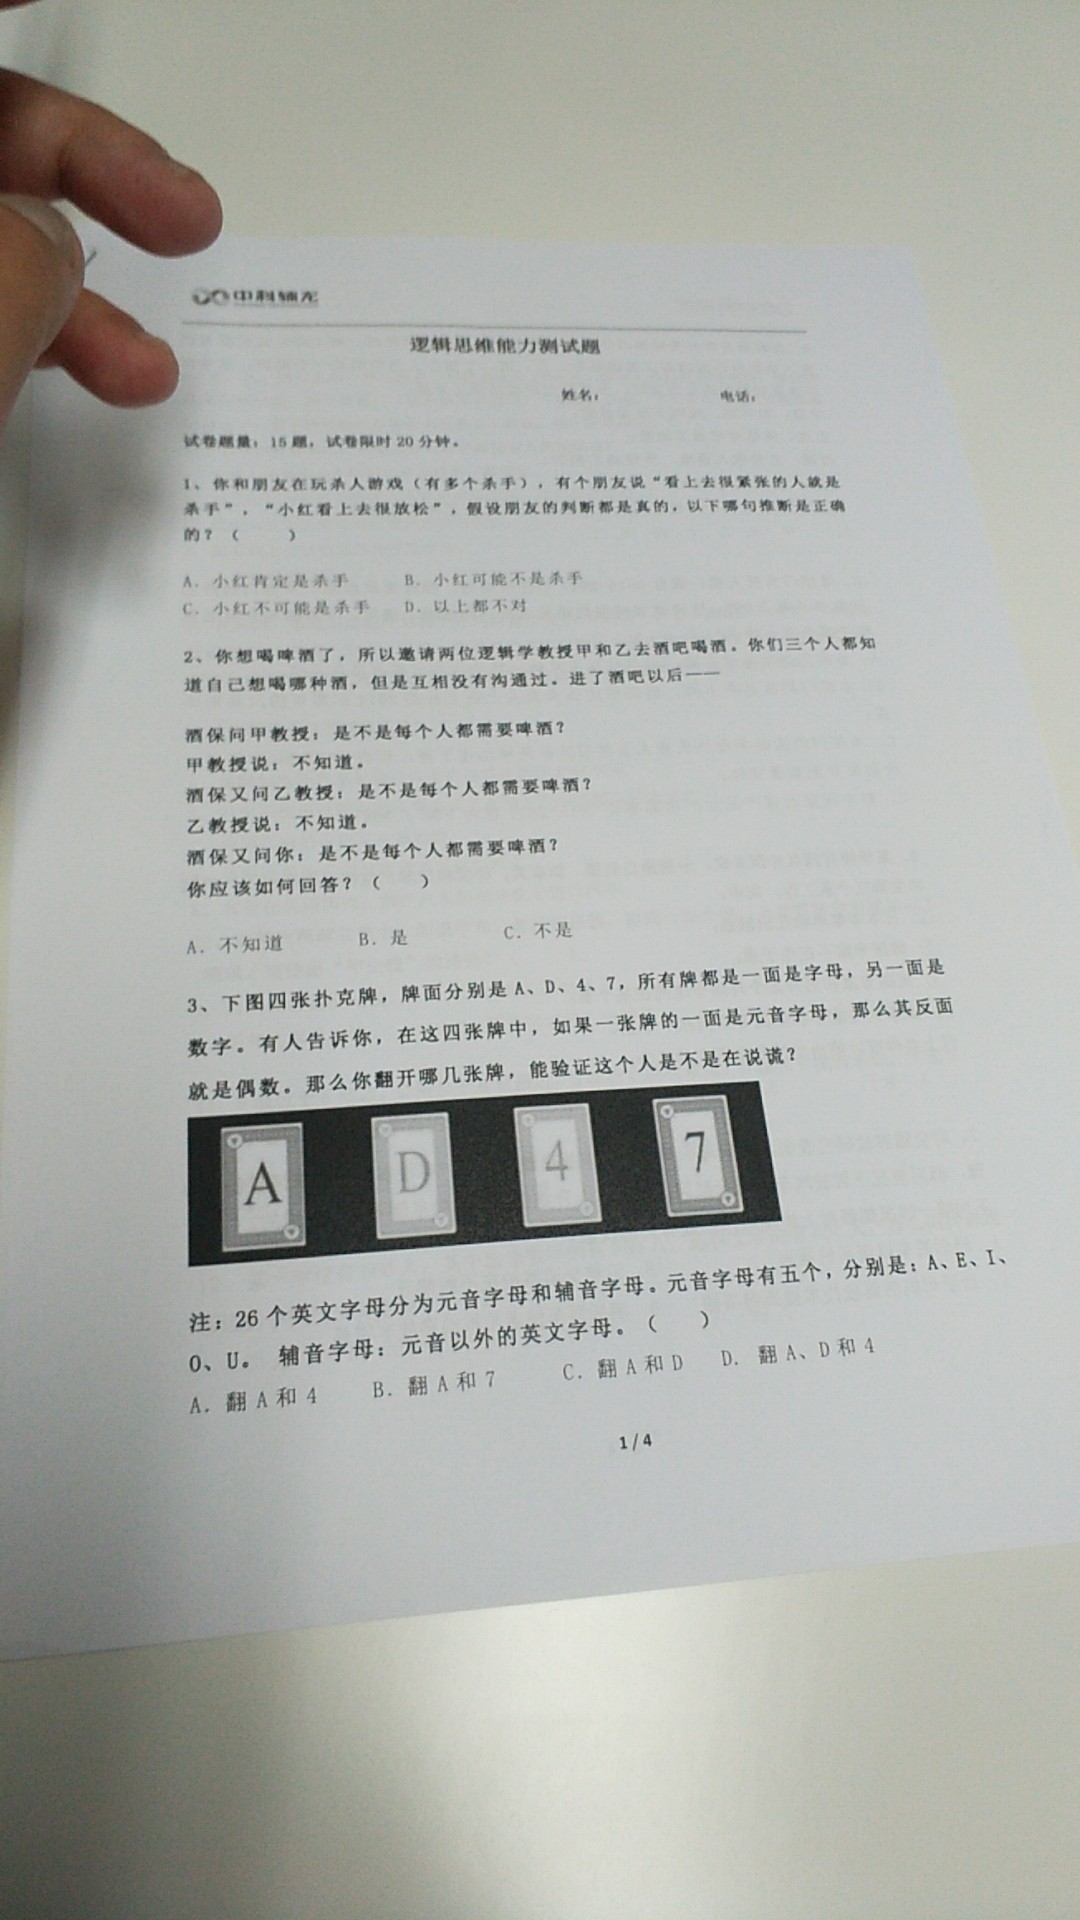 中科辅龙
逻辑思维能力测试题
姓名： 电话：
试卷题量：15题，试卷限时20分钟。
1、你和朋友在玩杀人游戏（有多个杀手），有个朋友说“看上去很紧张的人就是
杀手”，“小红看上去很放松”，假设朋友的判断都是真的，以下哪句推断是正确
的？（ ）
A. 小红肯定是杀手 B. 小红可能不是杀手
C. 小红不可能是杀手 D. 以上都不对
2、你想喝啤酒了，所以邀请两位逻辑学教授甲和乙去酒吧喝酒。你们三个人都知
道自己想喝哪种酒，但是互相没有沟通过。进了酒吧以后——
酒保问甲教授：是不是每个人都需要啤酒？
甲教授说：不知道。
酒保又问乙教授：是不是每个人都需要啤酒？
乙教授说：不知道。
酒保又问你：是不是每个人都需要啤酒？
你应该如何回答？（ ）
A. 不知道 B. 是 C. 不是
3、下图四张扑克牌，牌面分别是 A、D、4、7，所有牌都是一面是字母，另一面是
数字。有人告诉你，在这四张牌中，如果一张牌的一面是元音字母，那么其反面
就是偶数。那么你翻开哪几张牌，能验证这个人是不是在说谎？
A D 4 7
注：26 个英文字母分为元音字母和辅音字母。元音字母有五个，分别是：A、E、I、
O、U。 辅音字母：元音以外的英文字母。（ ）
A. 翻 A 和 4 B. 翻 A 和 7 C. 翻 A 和 D D. 翻 A、D 和 4
1 / 4